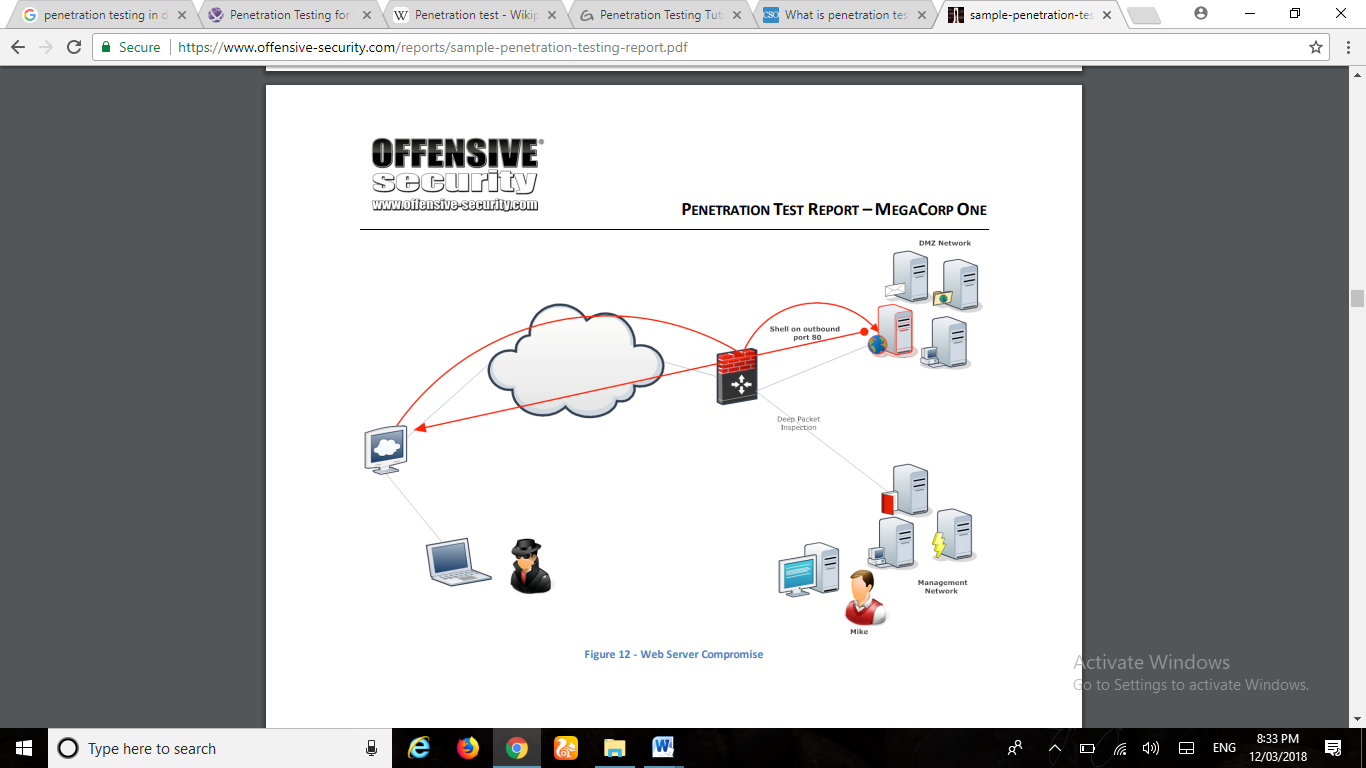 penetration testing in d
Penetration Testing for
Penetration test - Wikip
Penetration Testing Tut
What is penetration tes
sample-penetration-tes
Secure
https://www.offensive-security.com/reports/sample-penetration-testing-report.pdf
OFFENSIVE
security
www.offensive-security.com
PENETRATION TEST REPORT – MEGACORP ONE
DMZ Network
Shell on outbound
port 80
Deep Packet
Inspection
Management
Network
Mike
Figure 12 - Web Server Compromise
Activate Windows
Go to Settings to activate Windows.
Type here to search
ENG
8:33 PM
12/03/2018